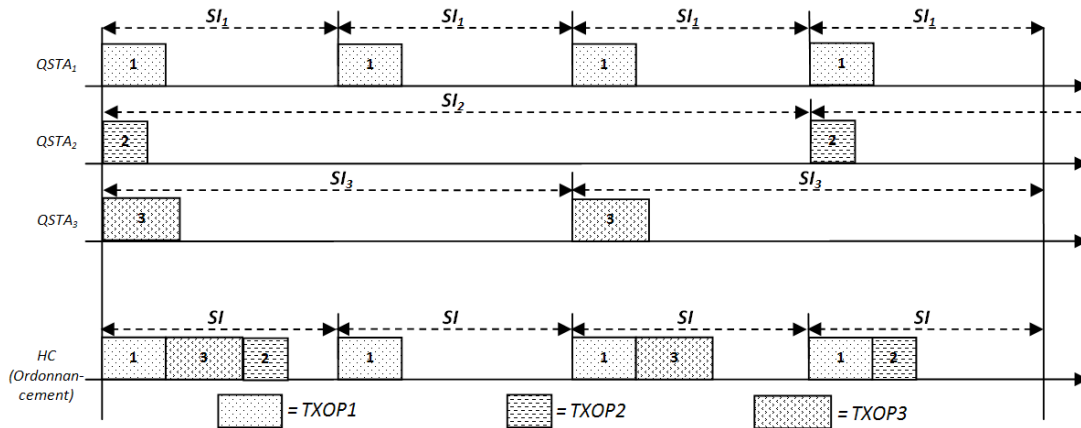 SI₁ SI₁ SI₁ SI₁
QSTA₁ 1 1 1 1
SI₂
QSTA₂ 2 2
SI₃ SI₃
QSTA₃ 3 3
SI SI SI SI
HC
(Ordonnan-
cement)
1 3 2 1 1 3 1 2
= TXOP1 = TXOP2 = TXOP3